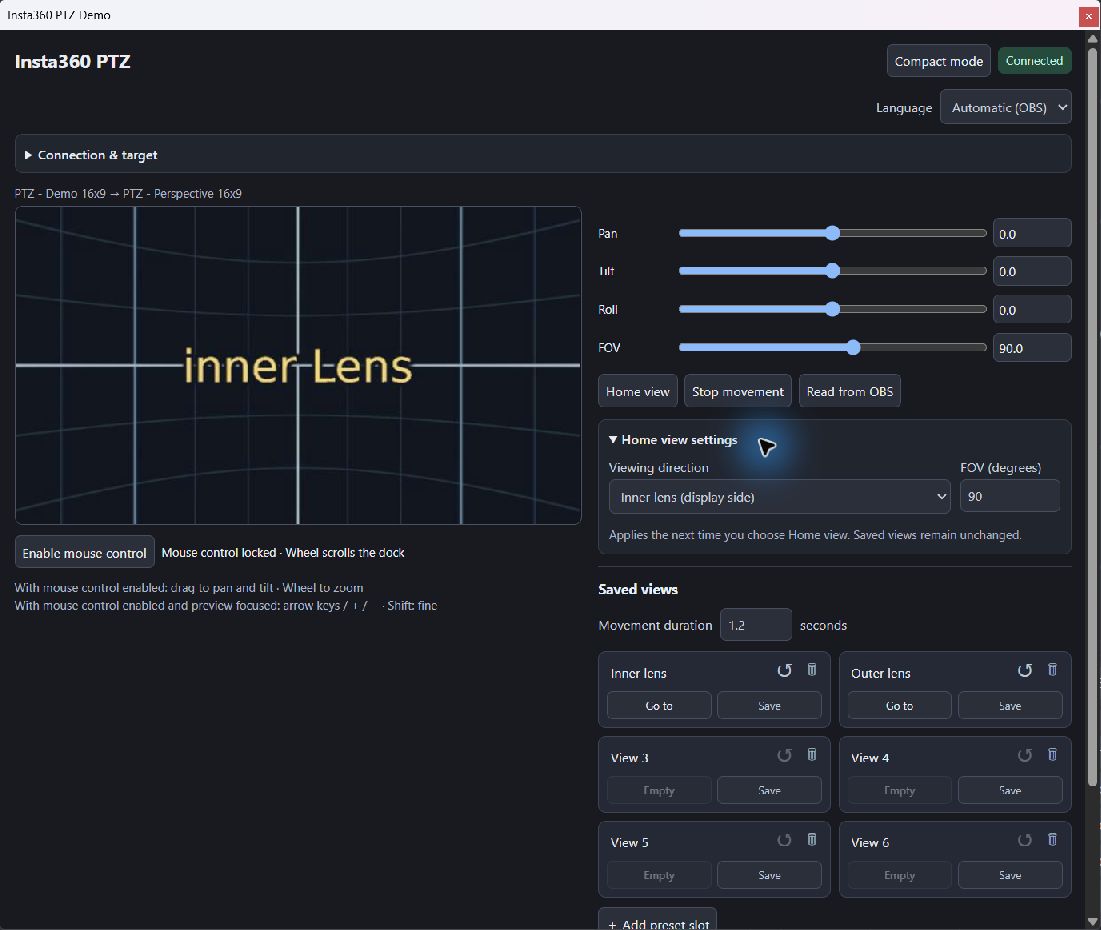 Insta360 PTZ Demo
Insta360 PTZ
Compact mode
Connected
Language
Automatic (OBS)
Connection & target
PTZ - Demo 16x9 → PTZ - Perspective 16x9
inner Lens
Enable mouse control
Mouse control locked · Wheel scrolls the dock
With mouse control enabled: drag to pan and tilt · Wheel to zoom
With mouse control enabled and preview focused: arrow keys / + / − · Shift: fine
Pan
0.0
Tilt
0.0
Roll
0.0
FOV
90.0
Home view
Stop movement
Read from OBS
Home view settings
Viewing direction
FOV (degrees)
Inner lens (display side)
90
Applies the next time you choose Home view. Saved views remain unchanged.
Saved views
Movement duration
1.2
seconds
Inner lens
Go to
Save
Outer lens
Go to
Save
View 3
Empty
Save
View 4
Empty
Save
View 5
Empty
Save
View 6
Empty
Save
+ Add preset slot